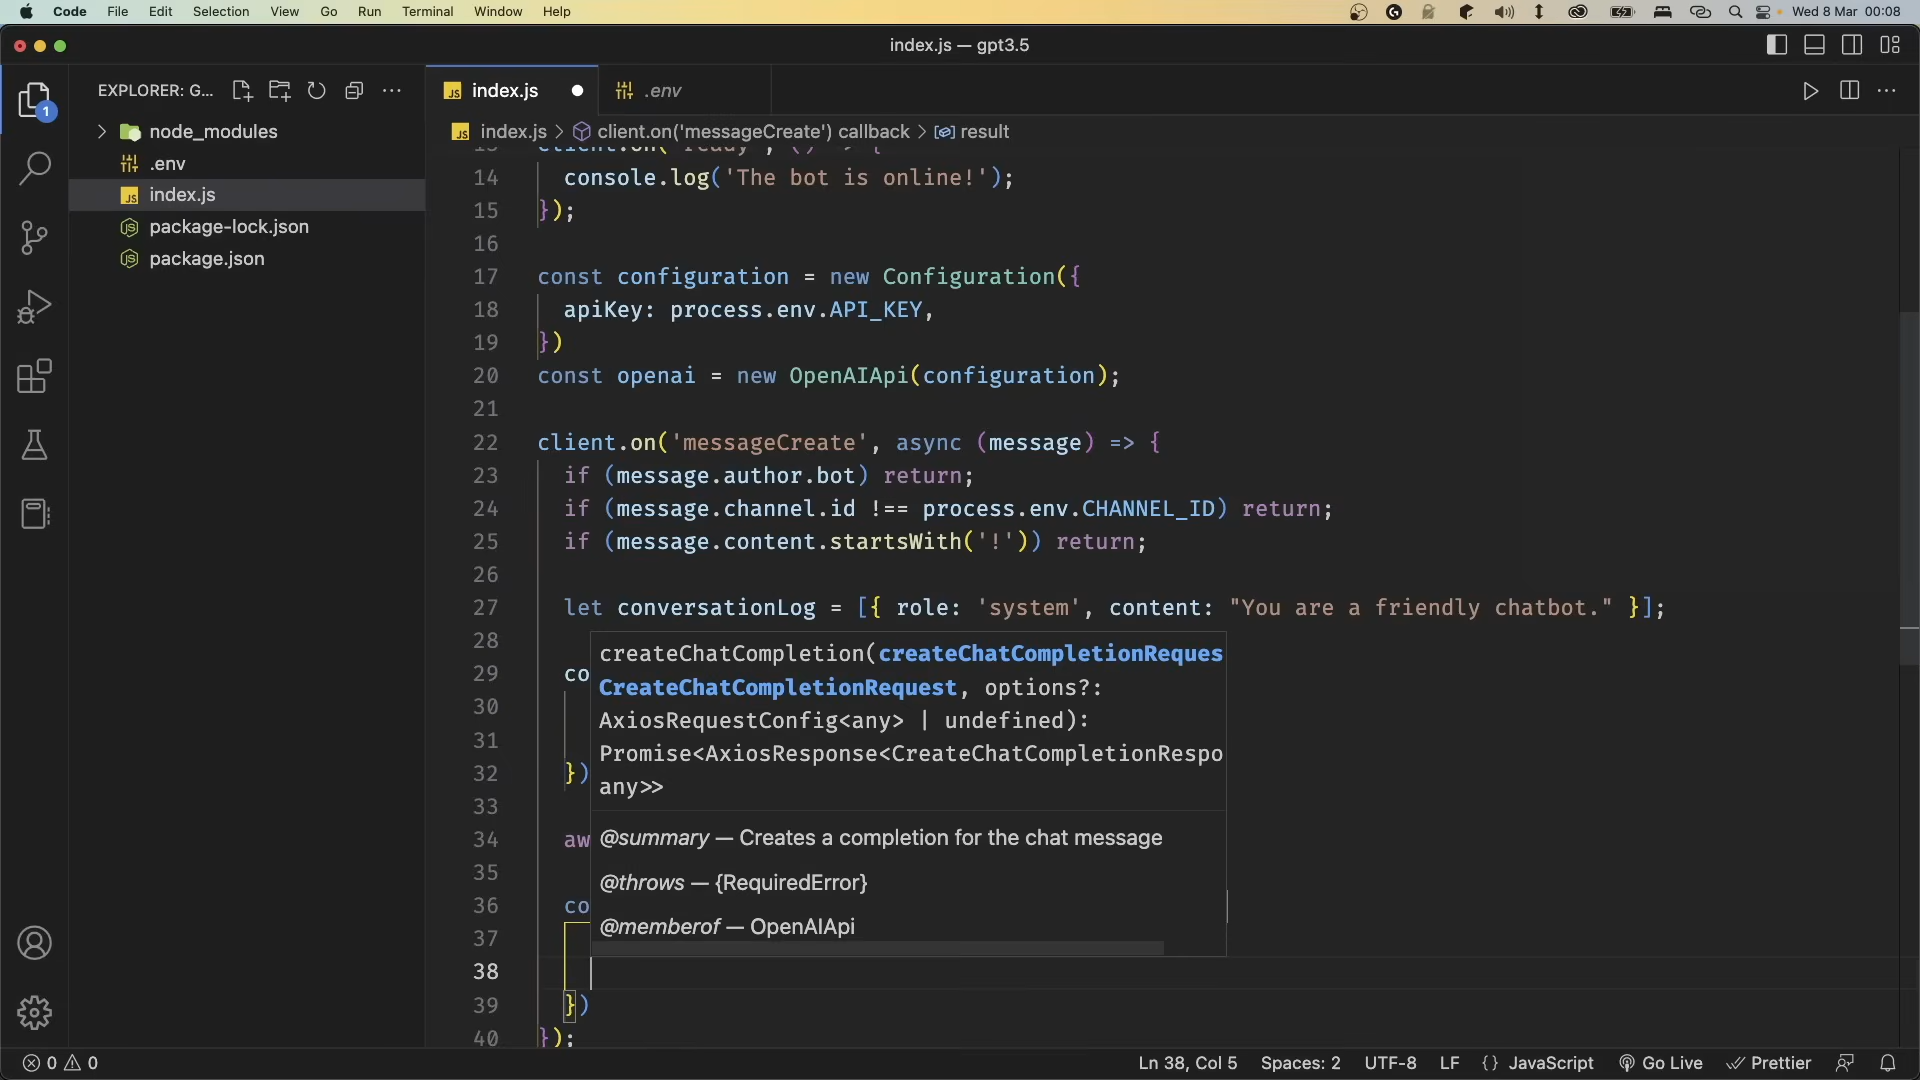 Code File Edit Selection View Go Run Terminal Window Help Wed 8 Mar 00:08
index.js — gpt3.5
EXPLORER: G...
index.js
.env
1
index.js > client.on('messageCreate') callback > result
node_modules
.env
index.js
package-lock.json
package.json
13 client.on('ready', () => {
14 console.log('The bot is online!');
15 });
16
17 const configuration = new Configuration({
18 apiKey: process.env.API_KEY,
19 })
20 const openai = new OpenAIApi(configuration);
21
22 client.on('messageCreate', async (message) => {
23 if (message.author.bot) return;
24 if (message.channel.id !== process.env.CHANNEL_ID) return;
25 if (message.content.startsWith('!')) return;
26
27 let conversationLog = [{ role: 'system', content: "You are a friendly chatbot." }];
28
29 co
30
31
32 })
33
34 aw
35
36 co
37
38
39 })
40 });
createChatCompletion(createChatCompletionReques
CreateChatCompletionRequest, options?:
AxiosRequestConfig<any> | undefined):
Promise<AxiosResponse<CreateChatCompletionRespo
any>>
@summary — Creates a completion for the chat message
@throws — {RequiredError}
@memberof — OpenAIApi
0 0 Ln 38, Col 5 Spaces: 2 UTF-8 LF {} JavaScript Go Live Prettier